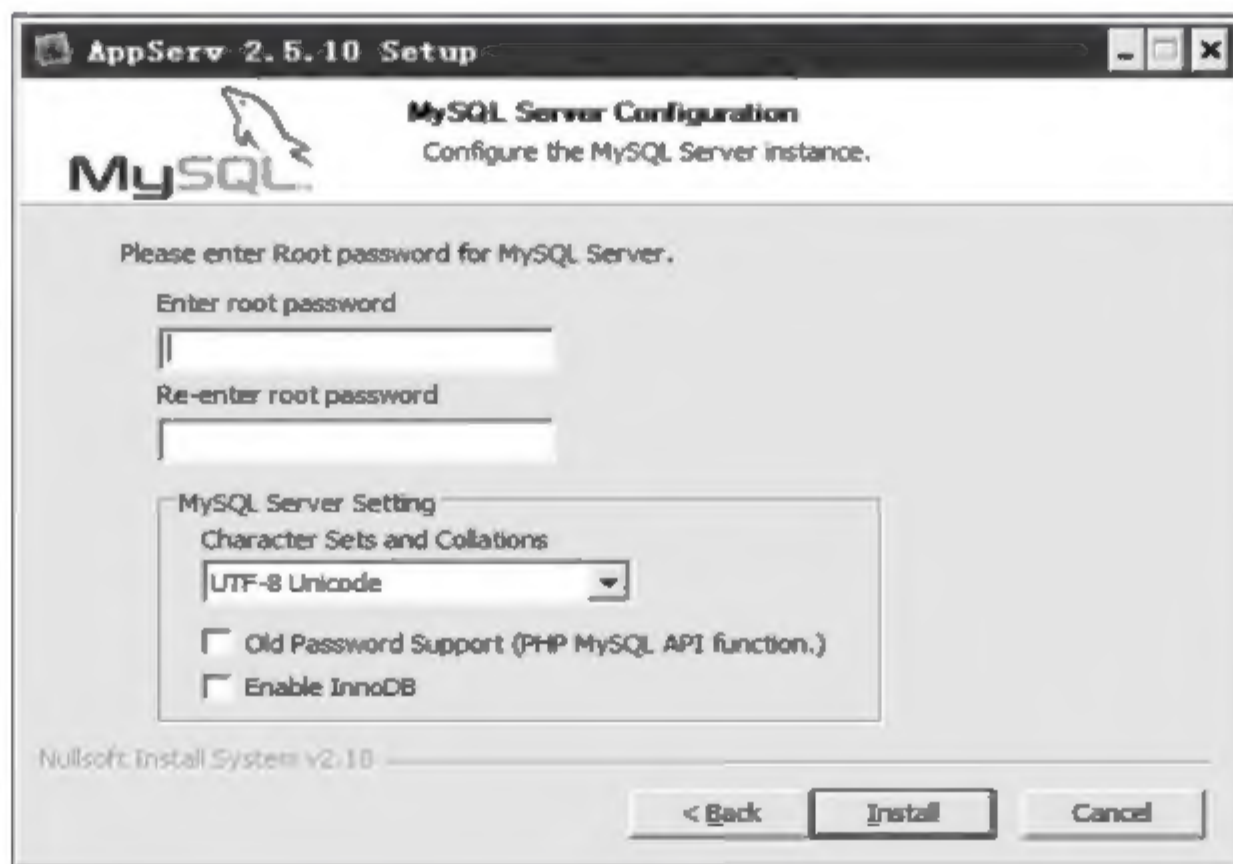 AppServ 2.5.10 Setup
MySQL Server Configuration
Configure the MySQL Server instance.
MySQL
Please enter Root password for MySQL Server.
Enter root password
Re-enter root password
MySQL Server Setting
Character Sets and Collations
UTF-8 Unicode
Old Password Support (PHP MySQL API function.)
Enable InnoDB
Nullsoft Install System v2.18
< Back Install Cancel